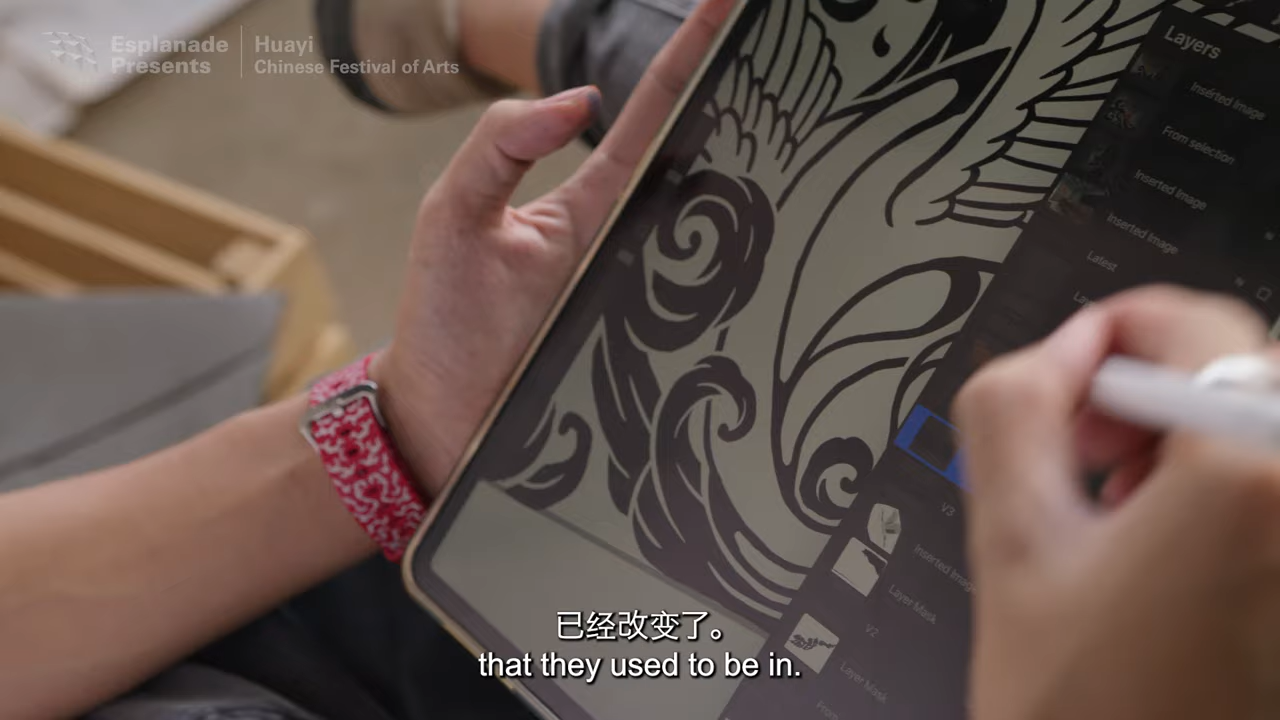 Esplanade
Presents
Huayi
Chinese Festival of Arts
Layers
Inserted Image
From selection
Inserted Image
Inserted Image
Latest
V3
Inserted Image
Layer Mask
V2
Layer Mask
已经改变了。
that they used to be in.